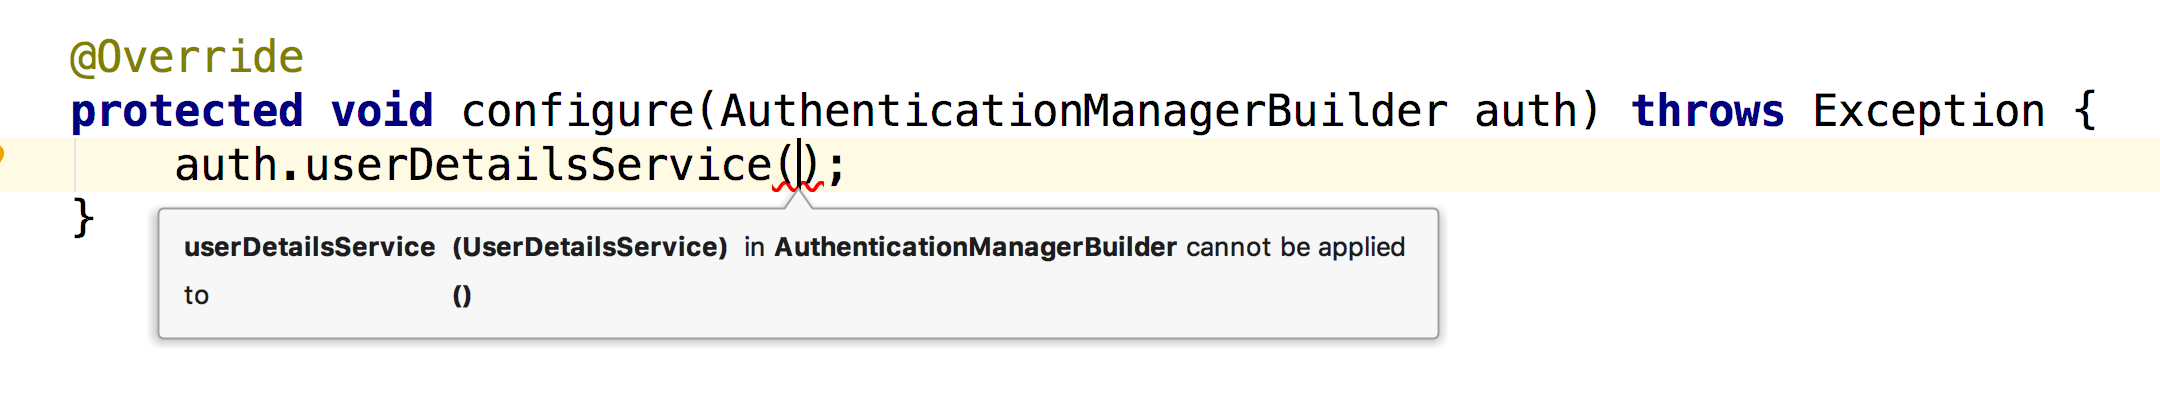 @Override
protected void configure(AuthenticationManagerBuilder auth) throws Exception {
auth.userDetailsService();
}
userDetailsService (UserDetailsService) in AuthenticationManagerBuilder cannot be applied
to ()